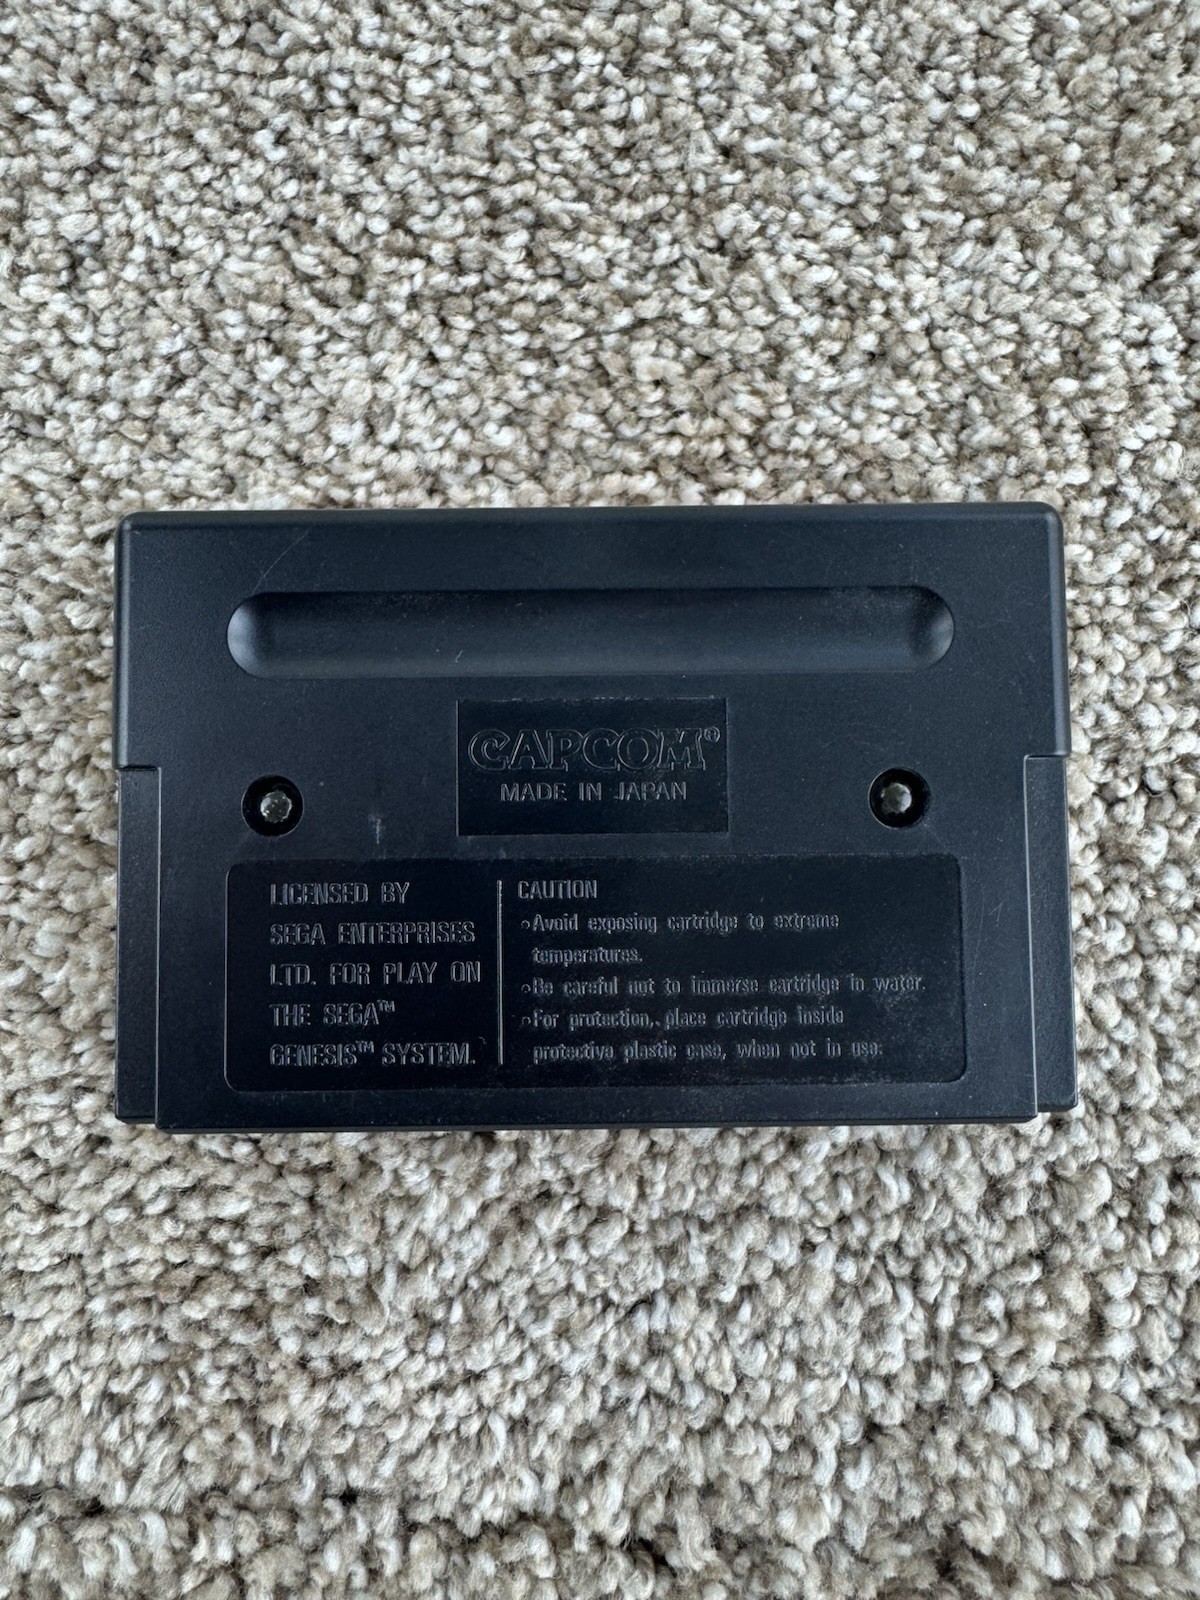 CAPCOM®
MADE IN JAPAN
LICENSED BY
SEGA ENTERPRISES
LTD. FOR PLAY ON
THE SEGA™
GENESIS™ SYSTEM.
CAUTION
◦Avoid exposing cartridge to extreme
temperatures.
◦Be careful not to immerse cartridge in water.
◦For protection, place cartridge inside
protective plastic case, when not in use.